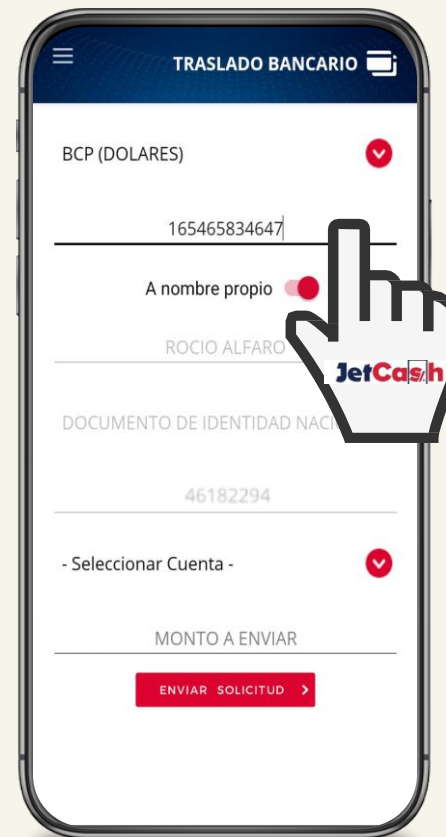 TRASLADO BANCARIO
BCP (DOLARES)
165465834647
A nombre propio
ROCIO ALFARO
JetCash
DOCUMENTO DE IDENTIDAD
46182294
- Seleccionar Cuenta -
MONTO A ENVIAR
ENVIAR SOLICITUD